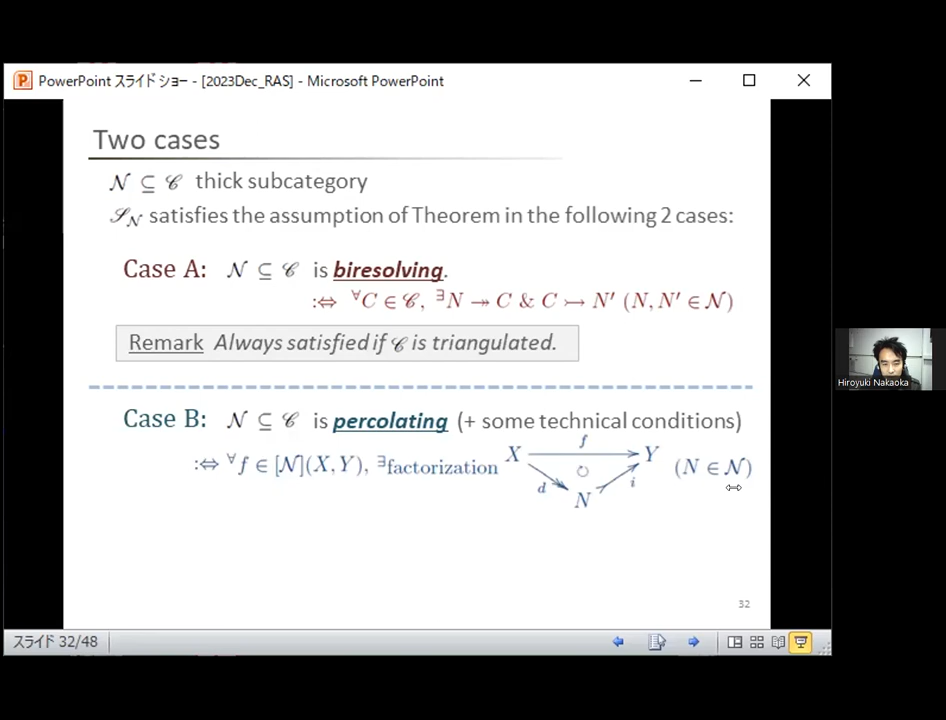 PowerPoint スライド ショー - [2023Dec_RAS] - Microsoft PowerPoint
Two cases
𝒩 ⊆ 𝒞 thick subcategory
𝒮_𝒩 satisfies the assumption of Theorem in the following 2 cases:
Case A: 𝒩 ⊆ 𝒞 is biresolving.
:⇔ ∀C ∈ 𝒞, ∃N ↠ C & C ↣ N′ (N, N′ ∈ 𝒩)
Remark Always satisfied if 𝒞 is triangulated.
Hiroyuki Nakaoka
Case B: 𝒩 ⊆ 𝒞 is percolating (+ some technical conditions)
:⇔ ∀f ∈ [𝒩](X, Y), ∃factorization X f Y (N ∈ 𝒩)
d ↻ i
N
32
スライド 32/48